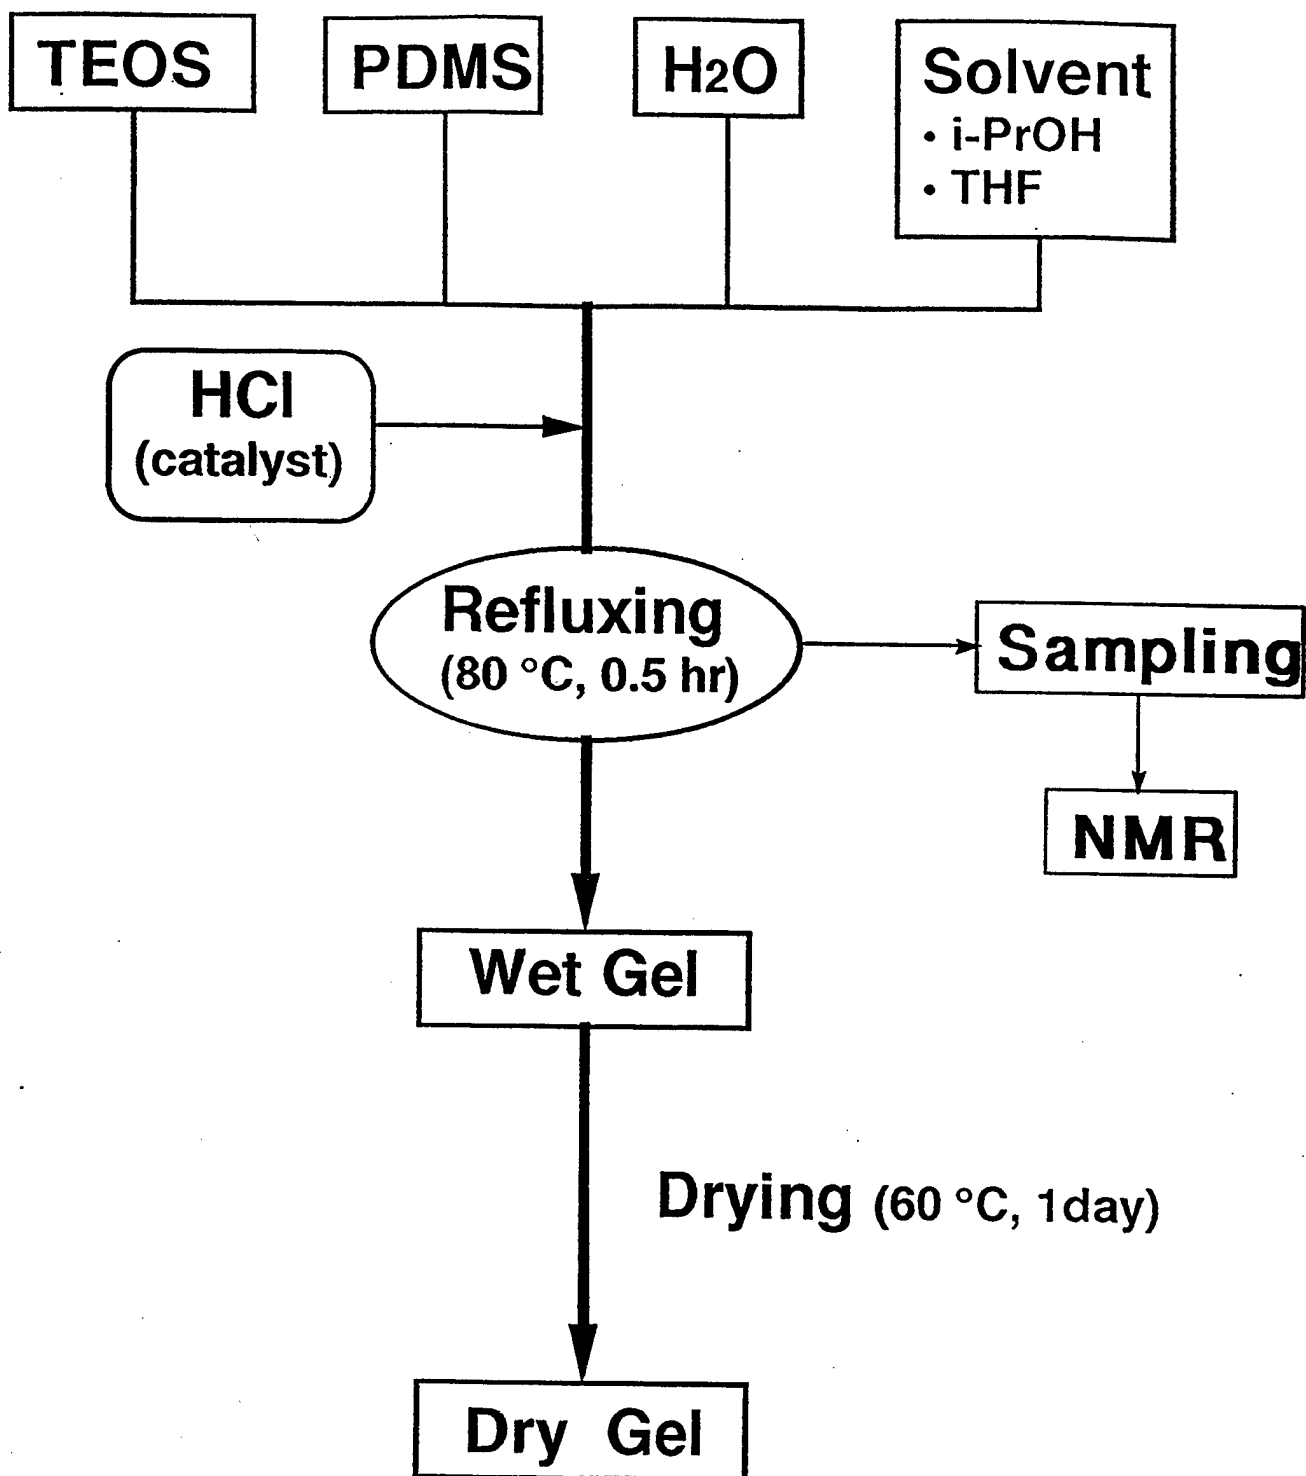 TEOS
PDMS
H2O
Solvent
• i-PrOH
• THF
HCl
(catalyst)
Refluxing
(80 °C, 0.5 hr)
Sampling
NMR
Wet Gel
Drying (60 °C, 1day)
Dry Gel